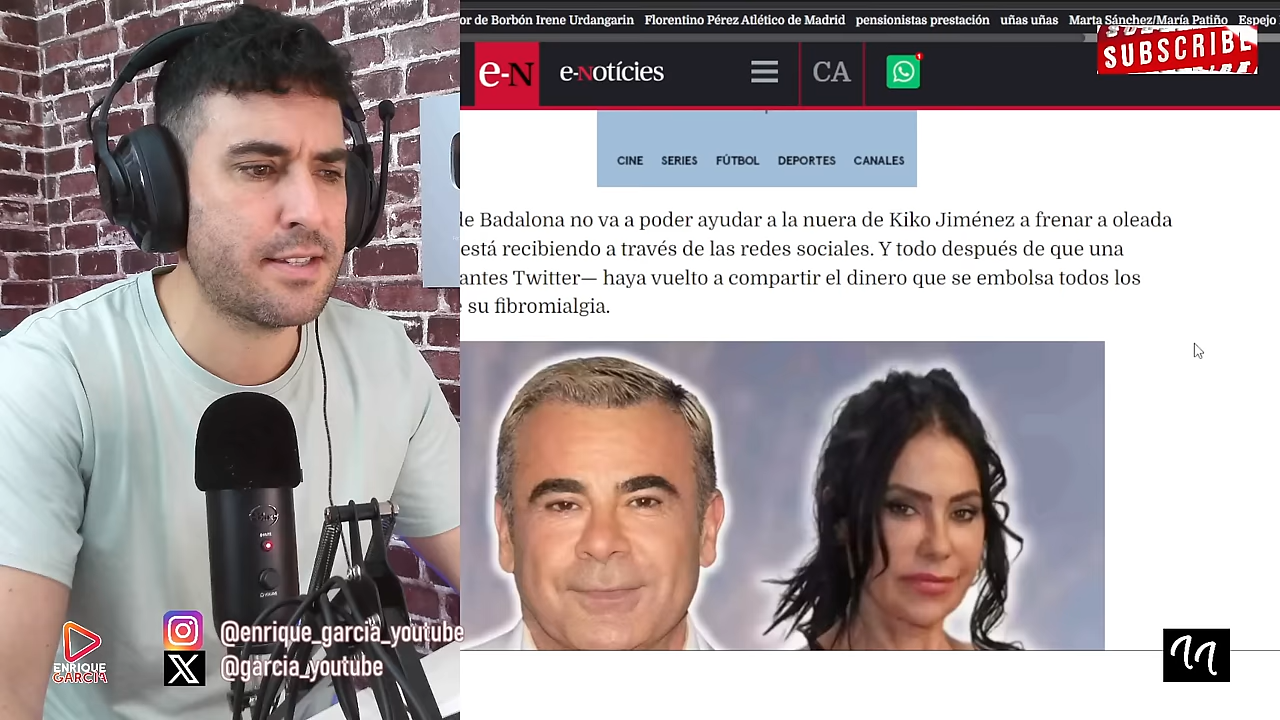 or de Borbón Irene Urdangarin Florentino Pérez Atlético de Madrid pensionistas prestación uñas uñas Marta Sánchez/María Patiño Espejo
SUBSCRIBE
e-N e-Notícies CA
1
CINE SERIES FÚTBOL DEPORTES CANALES
de Badalona no va a poder ayudar a la nuera de Kiko Jiménez a frenar a oleada
está recibiendo a través de las redes sociales. Y todo después de que una
antes Twitter— haya vuelto a compartir el dinero que se embolsa todos los
su fibromialgia.
@enrique_garcia_youtube
@garcia_youtube
ENRIQUE
GARCIA